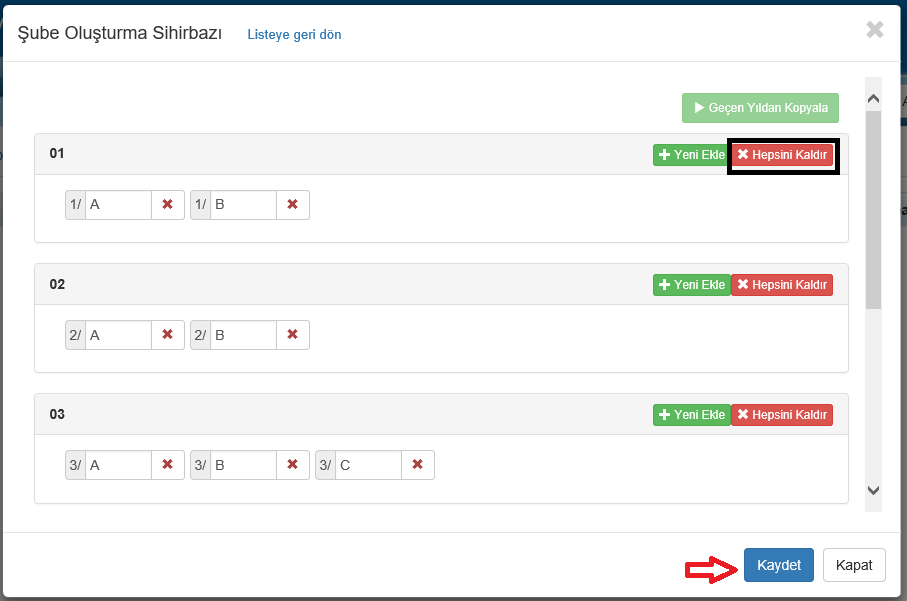 Şube Oluşturma Sihirbazı Listeye geri dön
Geçen Yıldan Kopyala
01 Yeni Ekle Hepsini Kaldır
1/ A 1/ B
02 Yeni Ekle Hepsini Kaldır
2/ A 2/ B
03 Yeni Ekle Hepsini Kaldır
3/ A 3/ B 3/ C
Kaydet Kapat